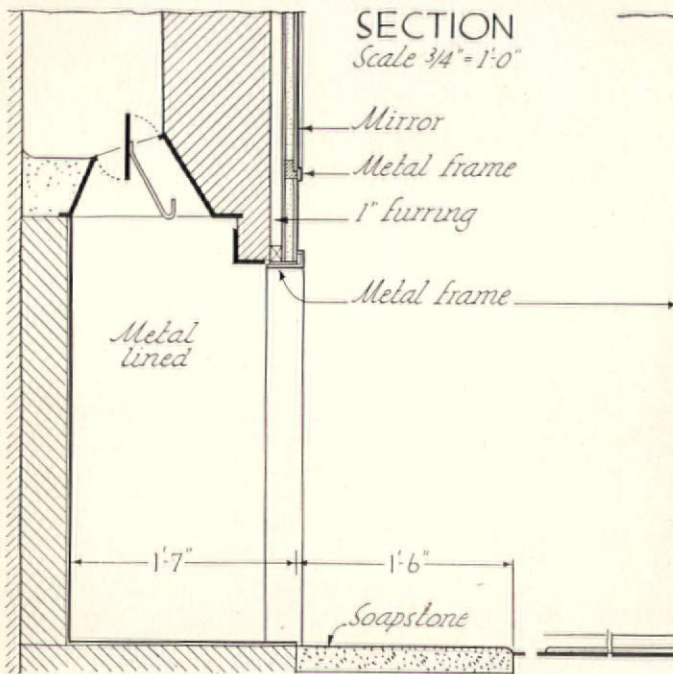 SECTION
Scale 3/4" = 1'-0"
Mirror
Metal frame
1" furring
Metal frame
Metal
lined
1'-7"
1'-6"
Soapstone